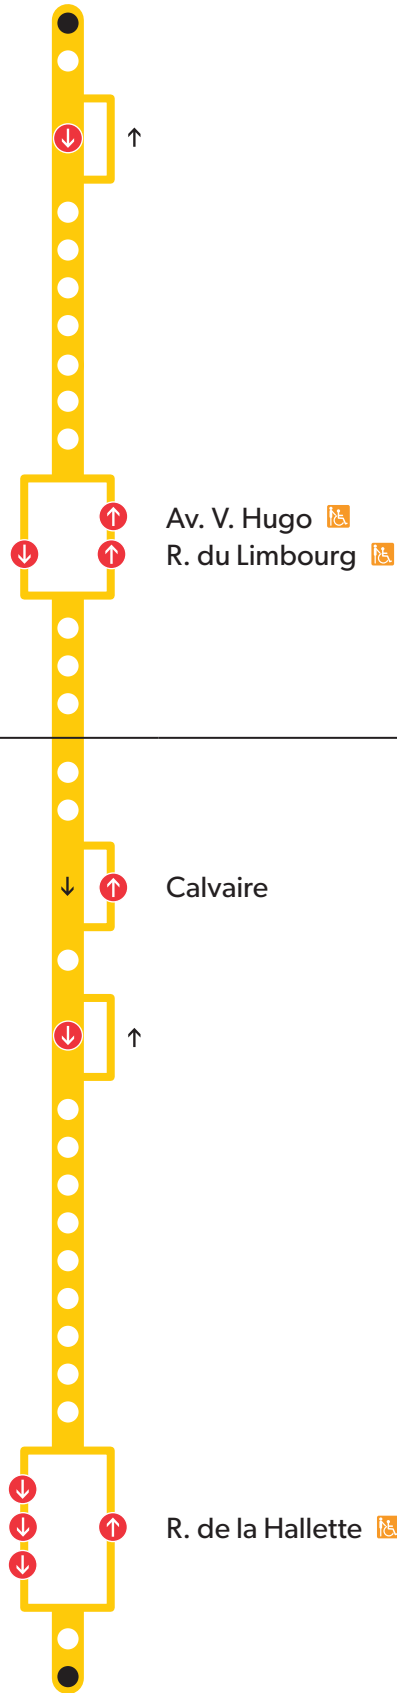 Av. V. Hugo
R. du Limbourg
Calvaire
R. de la Hallette